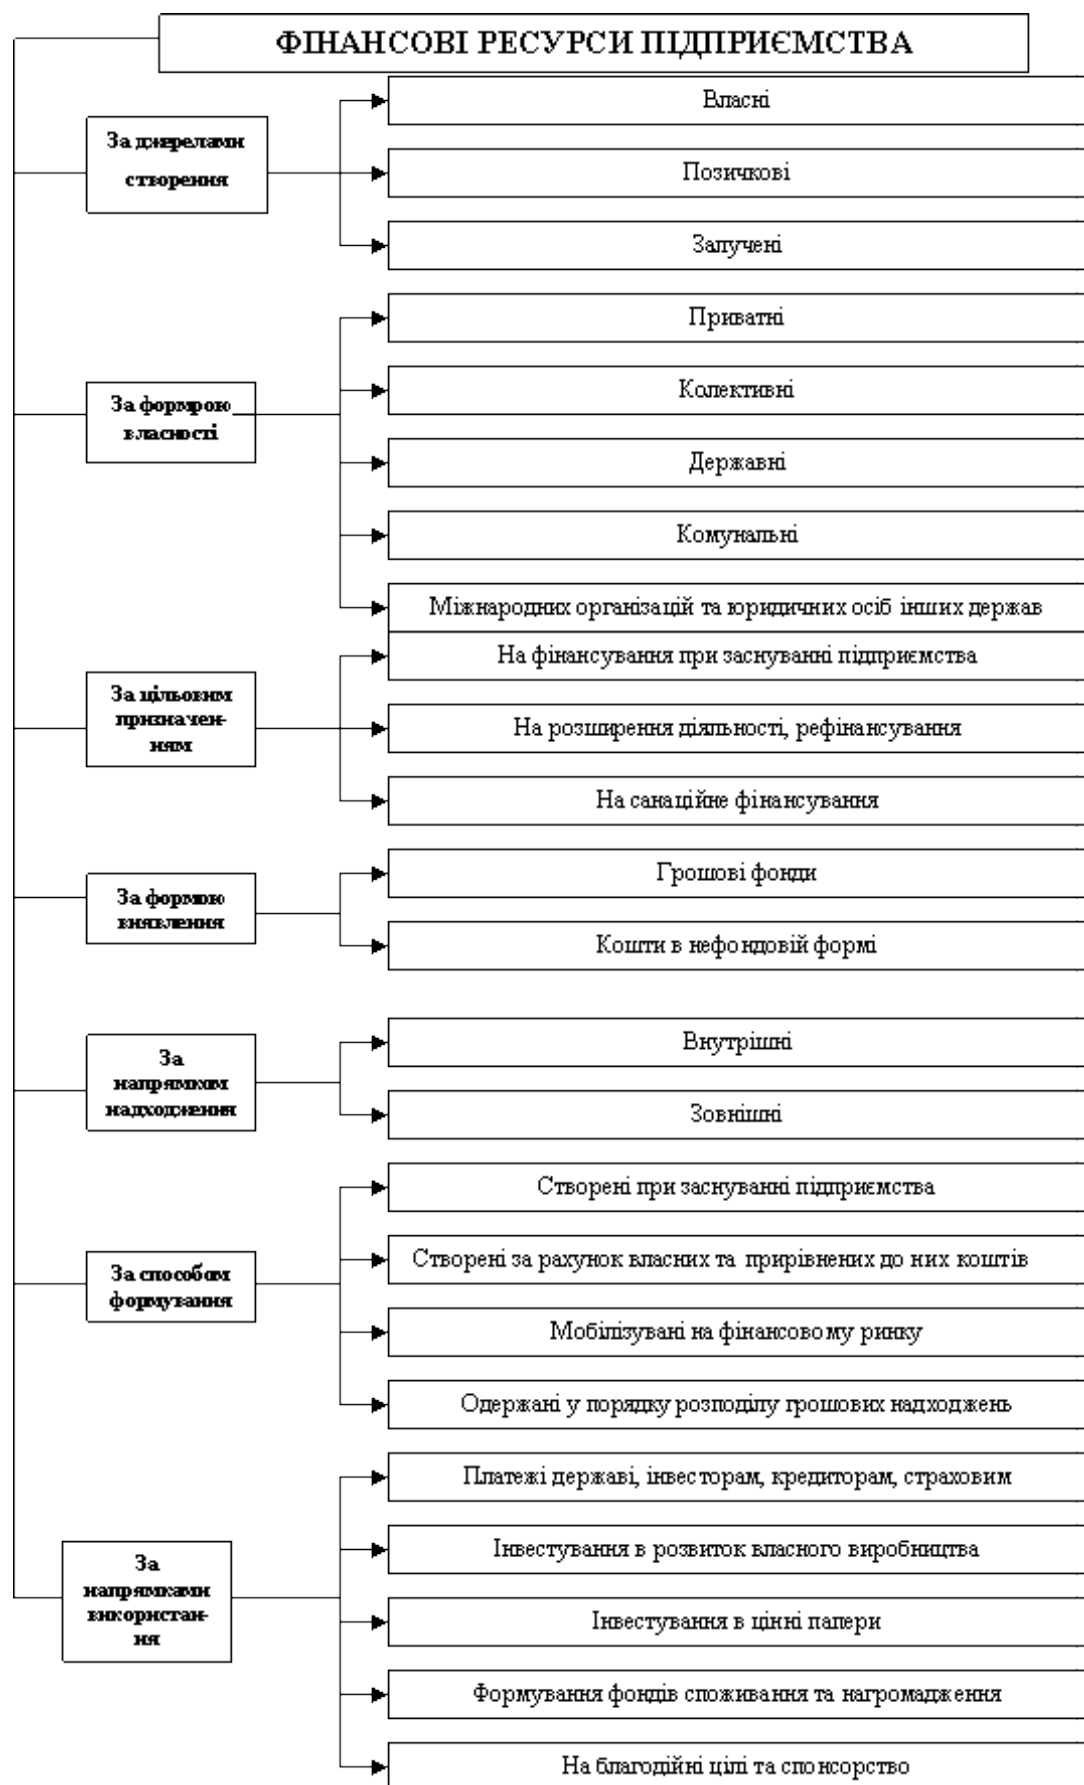 ФІНАНСОВІ РЕСУРСИ ПІДПРИЄМСТВА
За джерелами
створення
Власні
Позичкові
Залучені
За формрою
власності
Приватні
Колективні
Державні
Комунальні
Міжнародних організацій та юридичних осіб інших держав
За цільовим
призначен-
ням
На фінансування при заснуванні підприємства
На розширення діяльності, рефінансування
На санаційне фінансування
За формою
виявлення
Грошові фонди
Кошти в нефондовій формі
За
напрямком
надходження
Внутрішні
Зовнішні
За способом
формування
Створені при заснуванні підприємства
Створені за рахунок власних та прирівнених до них коштів
Мобілізувані на фінансовому ринку
Одержані у порядку розподілу грошових надходжень
За
напрямками
використан-
ня
Платежі державі, інвесторам, кредиторам, страховим
Інвестування в розвиток власного виробництва
Інвестування в цінні папери
Формування фондів споживання та нагромадження
На благодійні цілі та спонсорство